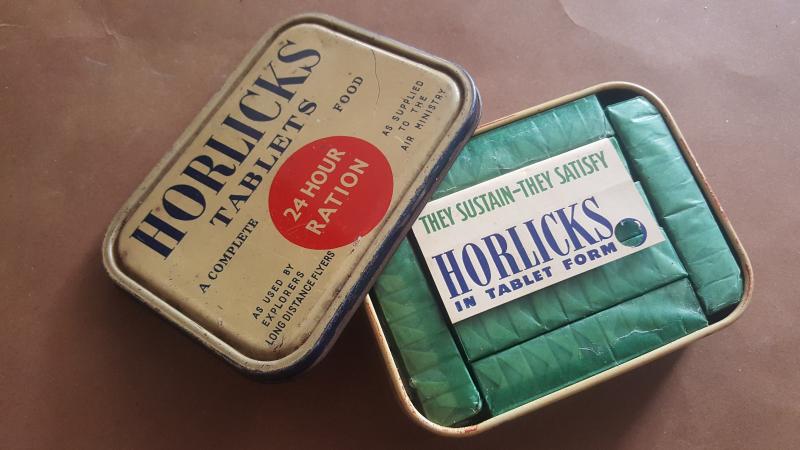 HORLICKS
TABLETS
A COMPLETE FOOD
24 HOUR
RATION
AS SUPPLIED
TO THE
AIR MINISTRY
AS USED BY
EXPLORERS
LONG DISTANCE FLYERS
THEY SUSTAIN-THEY SATISFY
HORLICKS
IN TABLET FORM